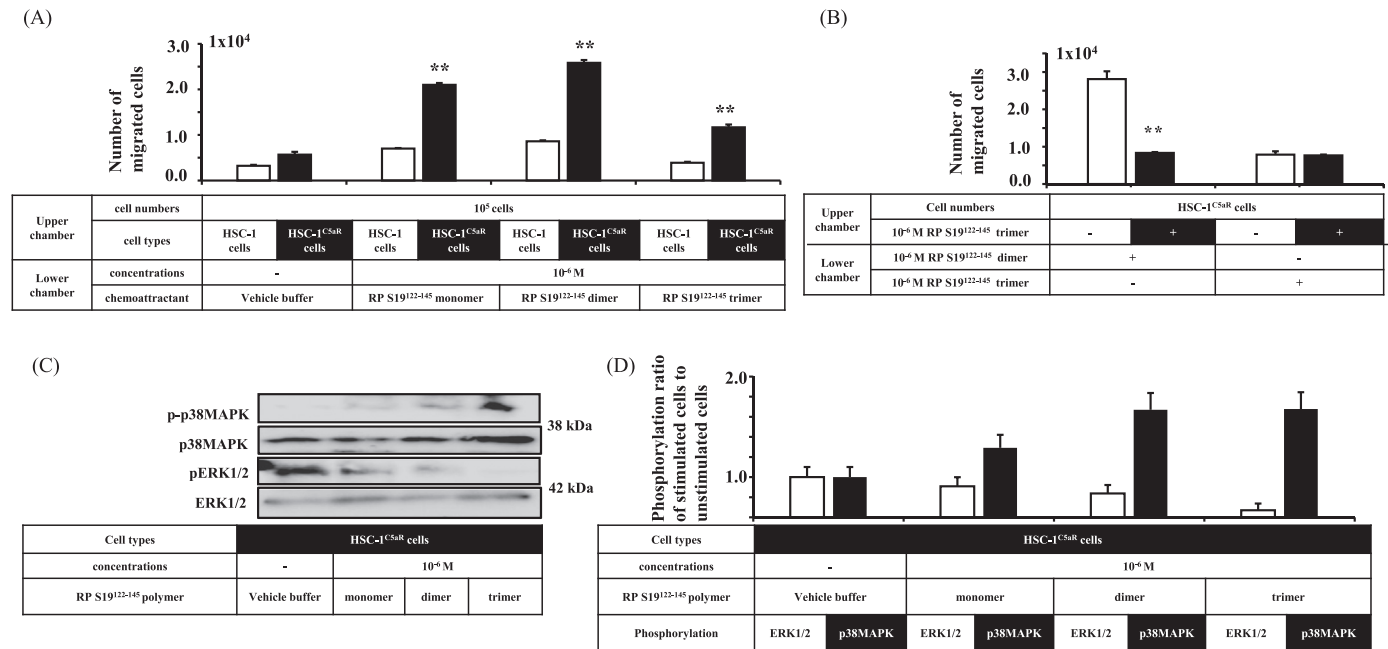 (A)
1x10⁴
3.0
2.0
1.0
0.0
Number of
migrated cells
**
**
**
Upper
chamber
cell numbers
10⁵ cells
cell types
HSC-1
cells
HSC-1ᶜ⁵ᵃᴿ
cells
HSC-1
cells
HSC-1ᶜ⁵ᵃᴿ
cells
HSC-1
cells
HSC-1ᶜ⁵ᵃᴿ
cells
HSC-1
cells
HSC-1ᶜ⁵ᵃᴿ
cells
Lower
chamber
concentrations
-
10⁻⁶ M
chemoattractant
Vehicle buffer
RP S19¹²²⁻¹⁴⁵ monomer
RP S19¹²²⁻¹⁴⁵ dimer
RP S19¹²²⁻¹⁴⁵ trimer
(B)
1x10⁴
3.0
2.0
1.0
0.0
Number of
migrated cells
**
Upper
chamber
Cell numbers
HSC-1ᶜ⁵ᵃᴿ cells
10⁻⁶ M RP S19¹²²⁻¹⁴⁵ trimer
- + - +
Lower
chamber
10⁻⁶ M RP S19¹²²⁻¹⁴⁵ dimer
+ -
10⁻⁶ M RP S19¹²²⁻¹⁴⁵ trimer
- +
(C)
p-p38MAPK
38 kDa
p38MAPK
pERK1/2
42 kDa
ERK1/2
Cell types
HSC-1ᶜ⁵ᵃᴿ cells
concentrations
-
10⁻⁶ M
RP S19¹²²⁻¹⁴⁵ polymer
Vehicle buffer
monomer
dimer
trimer
(D)
Phosphorylation ratio
of stimulated cells to
unstimulated cells
2.0
1.0
Cell types
HSC-1ᶜ⁵ᵃᴿ cells
concentrations
-
10⁻⁶ M
RP S19¹²²⁻¹⁴⁵ polymer
Vehicle buffer
monomer
dimer
trimer
Phosphorylation
ERK1/2
p38MAPK
ERK1/2
p38MAPK
ERK1/2
p38MAPK
ERK1/2
p38MAPK